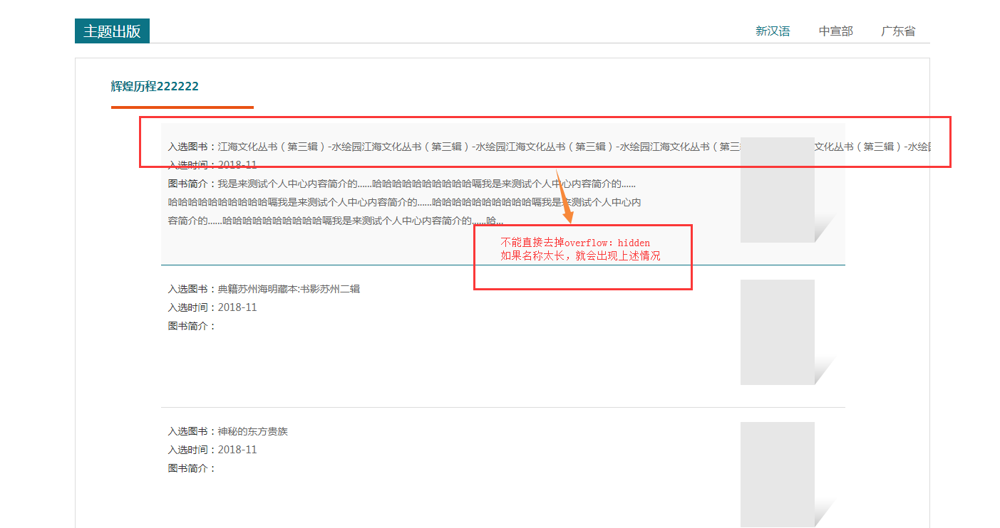 主题出版
新汉语 中宣部 广东省
辉煌历程222222
入选图书：江海文化丛书（第三辑）-水绘园江海文化丛书（第三辑）-水绘园江海文化丛书（第三辑）-水绘园江海文化丛书（第三 文化丛书（第三辑）-水绘
入选时间：2018-11
图书简介：我是来测试个人中心内容简介的……哈哈哈哈哈哈哈哈哈哈嗝我是来测试个人中心内容简介的……
哈哈哈哈哈哈哈哈哈哈嗝我是来测试个人中心内容简介的……哈哈哈哈哈哈哈哈哈哈嗝我是来测试个人中心内
容简介的……哈哈哈哈哈哈哈哈哈哈嗝我是来测试个人中心内容简介的……哈...
不能直接去掉overflow：hidden
如果名称太长，就会出现上述情况
入选图书：典籍苏州海明藏本:书影苏州二辑
入选时间：2018-11
图书简介：
入选图书：神秘的东方贵族
入选时间：2018-11
图书简介：